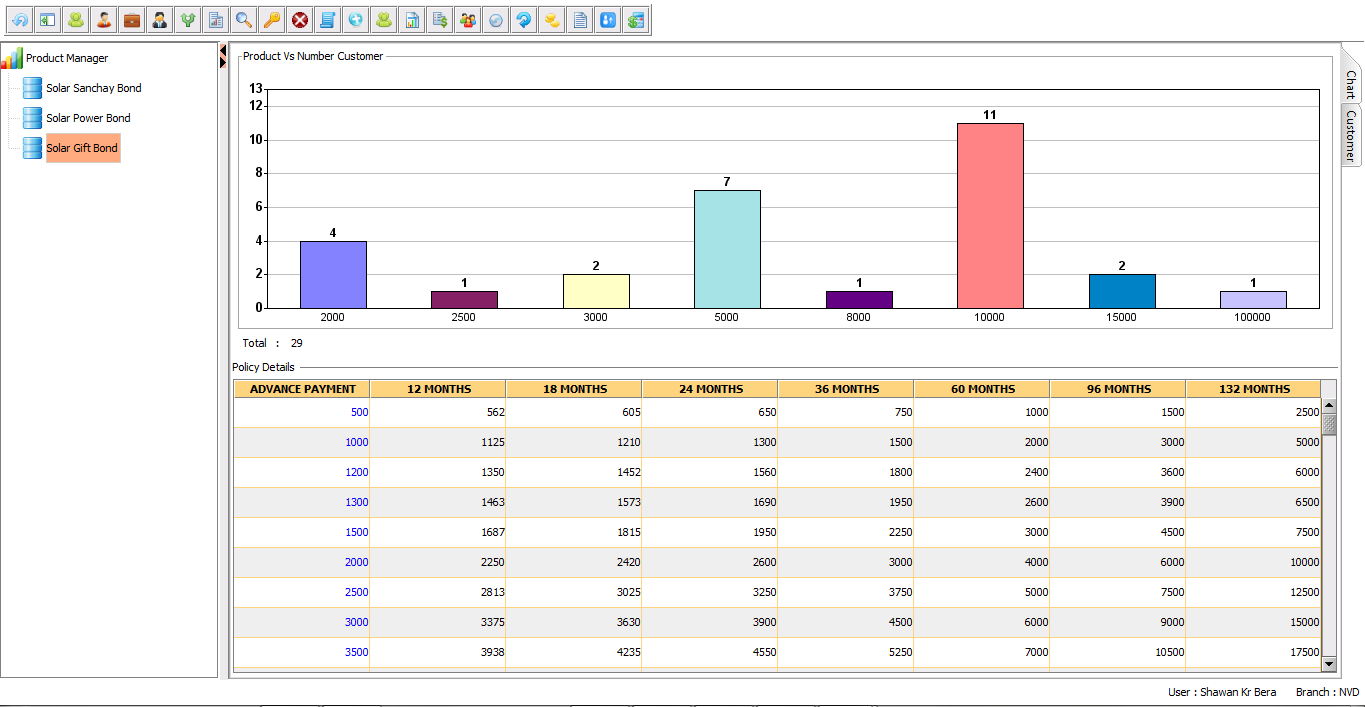 Product Manager
Solar Sanchay Bond
Solar Power Bond
Solar Gift Bond
Product Vs Number Customer
13
12
10
8
6
4
2
0
4
1
2
7
1
11
2
1
2000 2500 3000 5000 8000 10000 15000 100000
Total : 29
Chart
Customer
Policy Details
ADVANCE PAYMENT 12 MONTHS 18 MONTHS 24 MONTHS 36 MONTHS 60 MONTHS 96 MONTHS 132 MONTHS
500 562 605 650 750 1000 1500 2500
1000 1125 1210 1300 1500 2000 3000 5000
1200 1350 1452 1560 1800 2400 3600 6000
1300 1463 1573 1690 1950 2600 3900 6500
1500 1687 1815 1950 2250 3000 4500 7500
2000 2250 2420 2600 3000 4000 6000 10000
2500 2813 3025 3250 3750 5000 7500 12500
3000 3375 3630 3900 4500 6000 9000 15000
3500 3938 4235 4550 5250 7000 10500 17500
User : Shawan Kr Bera Branch : NVD